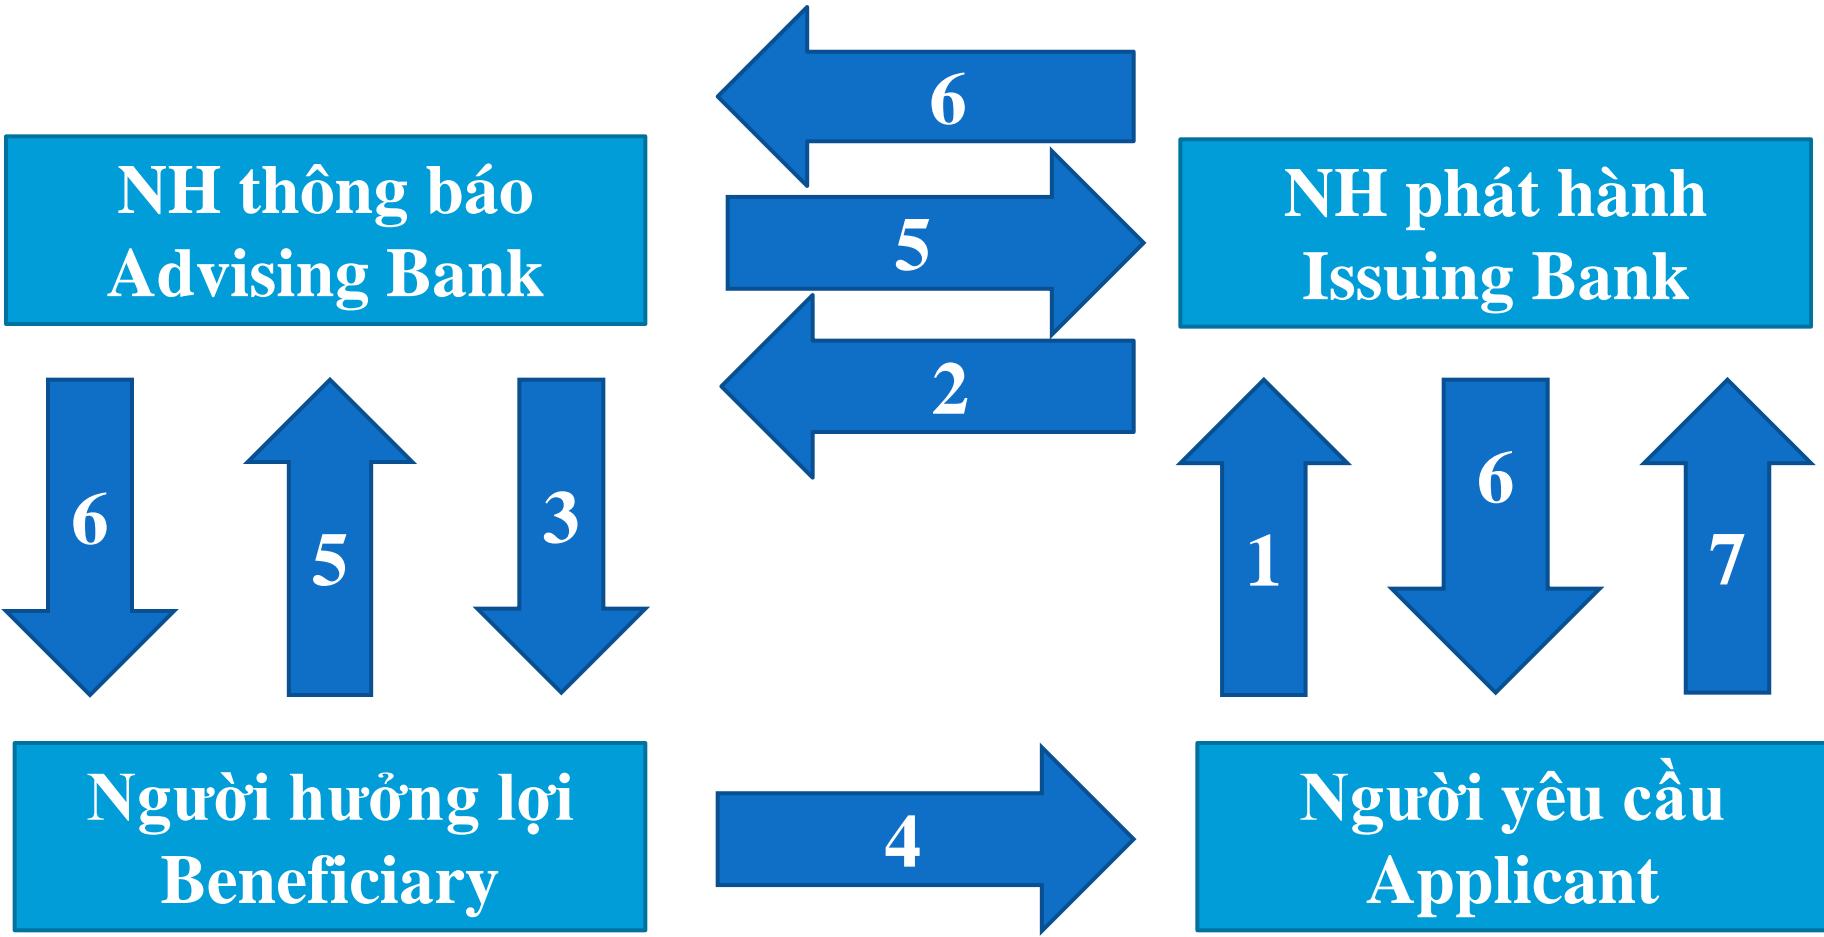 6
NH thông báo
Advising Bank
5
NH phát hành
Issuing Bank
2
6
5
3
1
6
7
Người hưởng lợi
Beneficiary
4
Người yêu cầu
Applicant